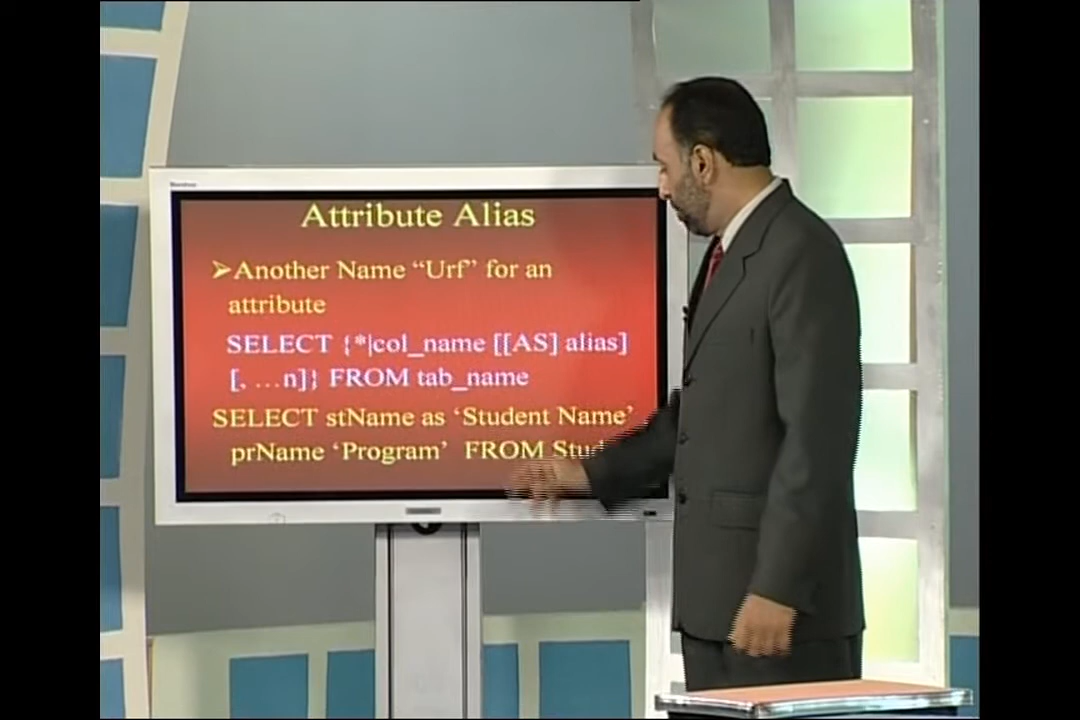 Attribute Alias
➢Another Name “Urf” for an
attribute
SELECT {*|col_name [[AS] alias]
[, …n]} FROM tab_name
SELECT stName as ‘Student Name’
prName ‘Program’ FROM